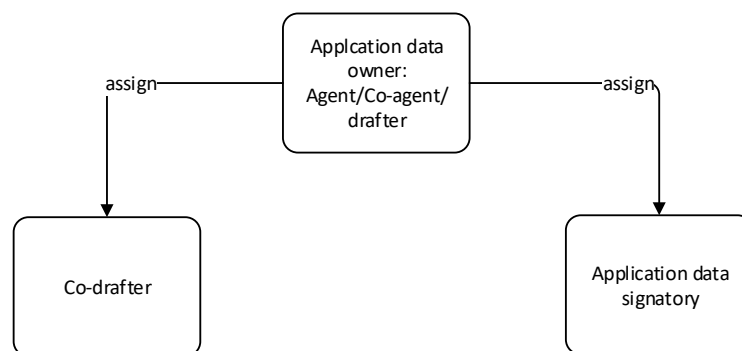 Applcation data
owner:
Agent/Co-agent/
drafter
assign
assign
Co-drafter
Application data
signatory